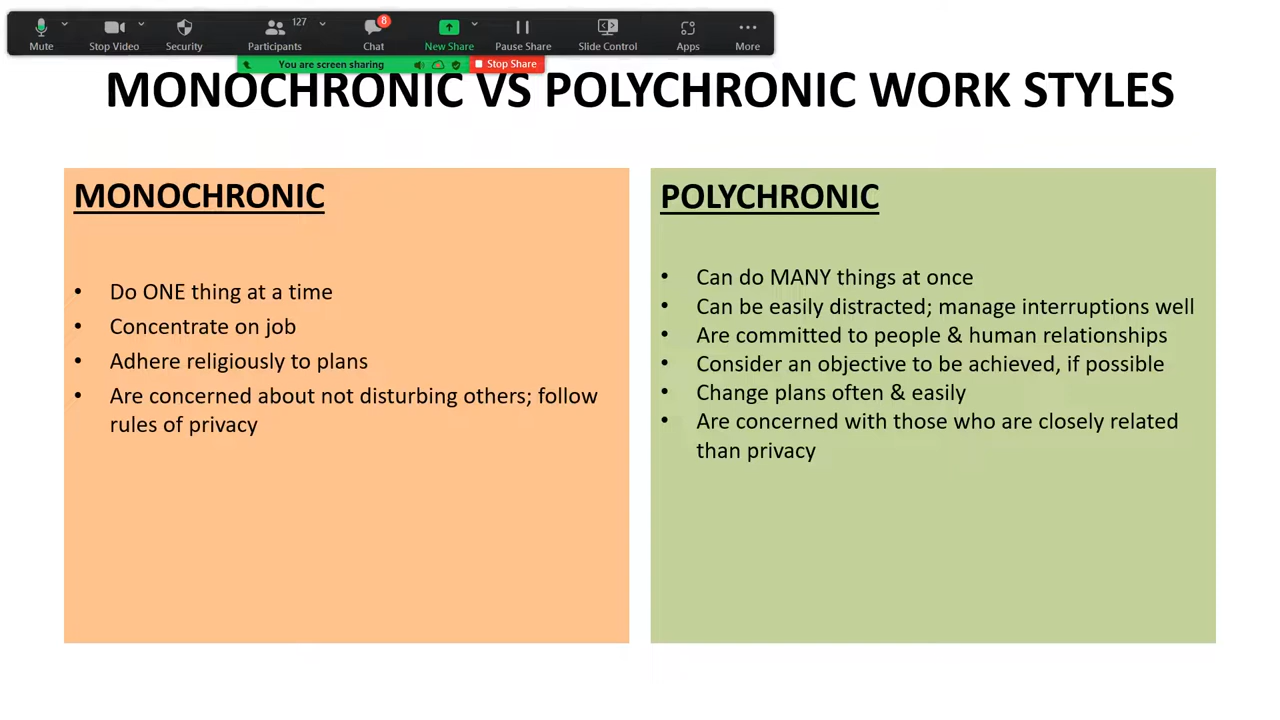 127
8
Mute
Stop Video
Security
Participants
Chat
New Share
Pause Share
Slide Control
Apps
More
You are screen sharing
Stop Share
MONOCHRONIC VS POLYCHRONIC WORK STYLES
MONOCHRONIC
• Do ONE thing at a time
• Concentrate on job
• Adhere religiously to plans
• Are concerned about not disturbing others; follow
rules of privacy
POLYCHRONIC
• Can do MANY things at once
• Can be easily distracted; manage interruptions well
• Are committed to people & human relationships
• Consider an objective to be achieved, if possible
• Change plans often & easily
• Are concerned with those who are closely related
than privacy